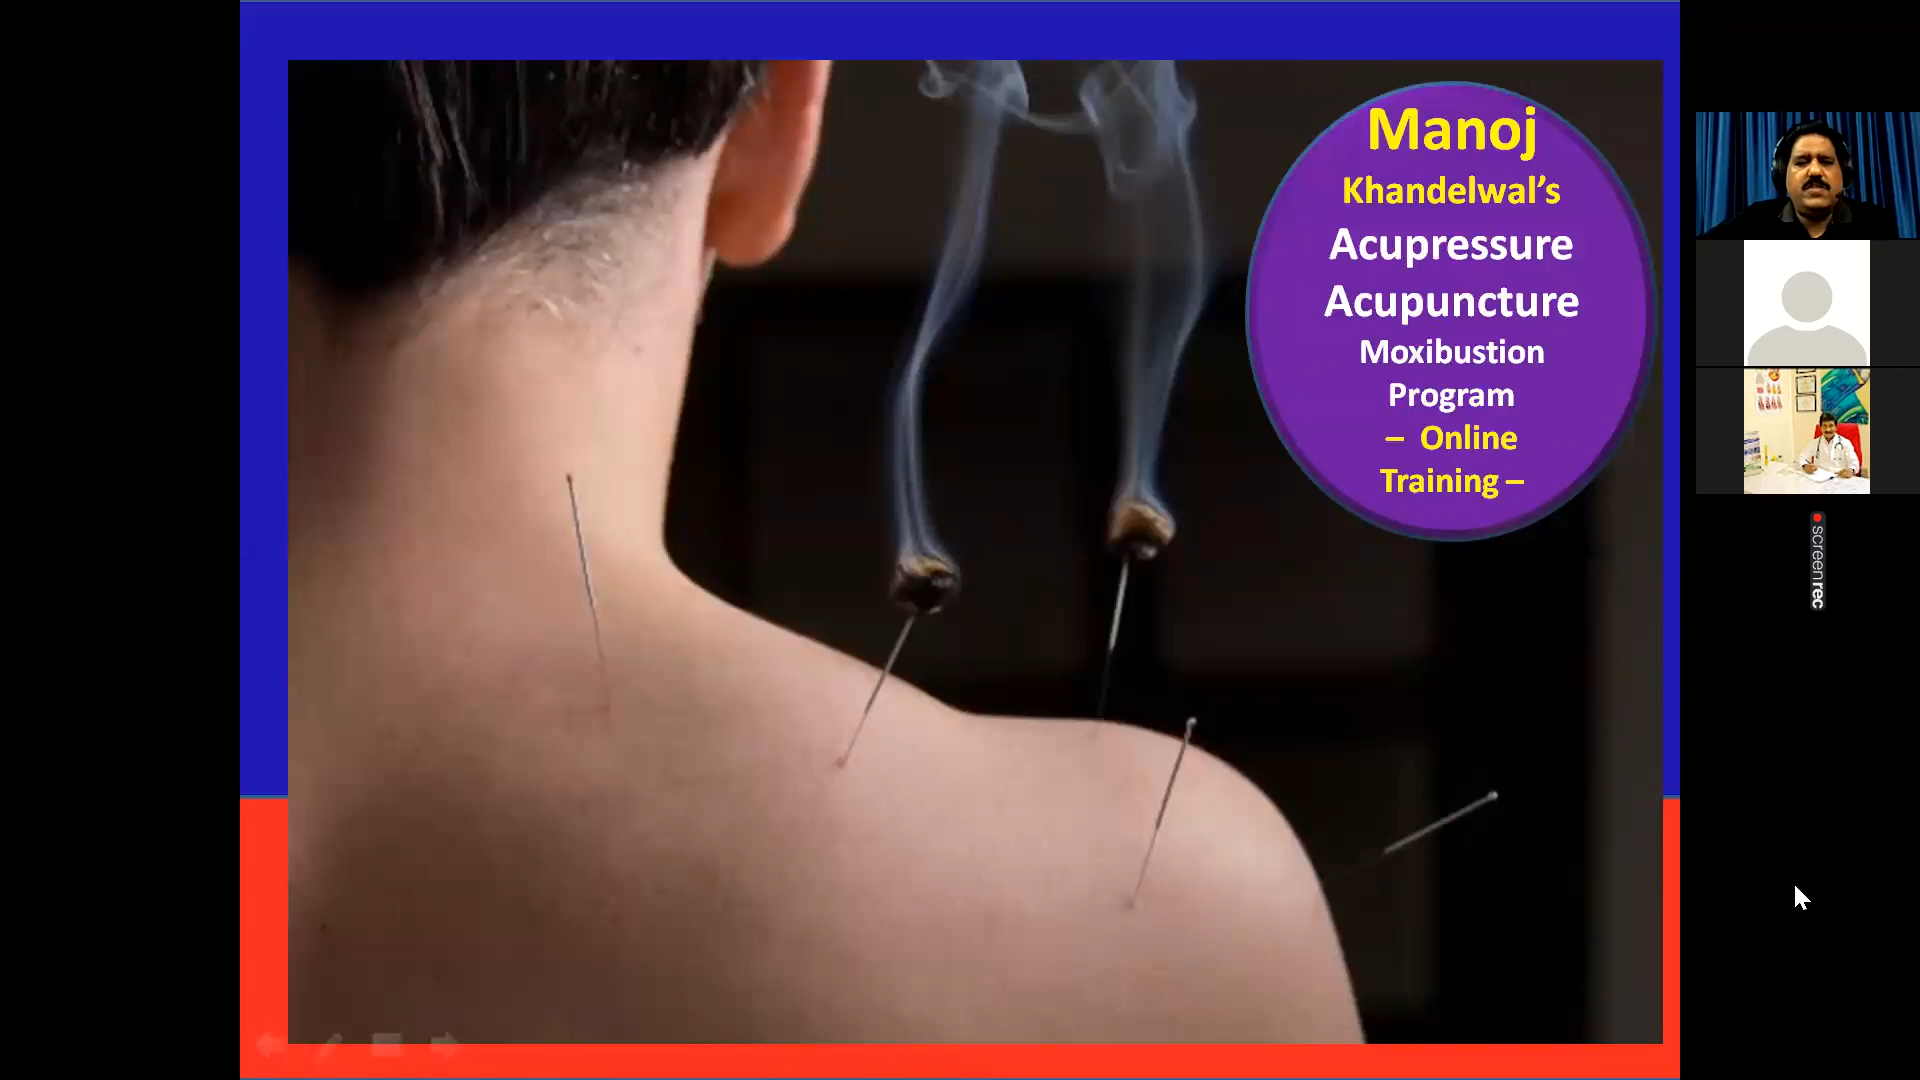 Manoj
Khandelwal’s
Acupressure
Acupuncture
Moxibustion
Program
– Online
Training –
screenrec